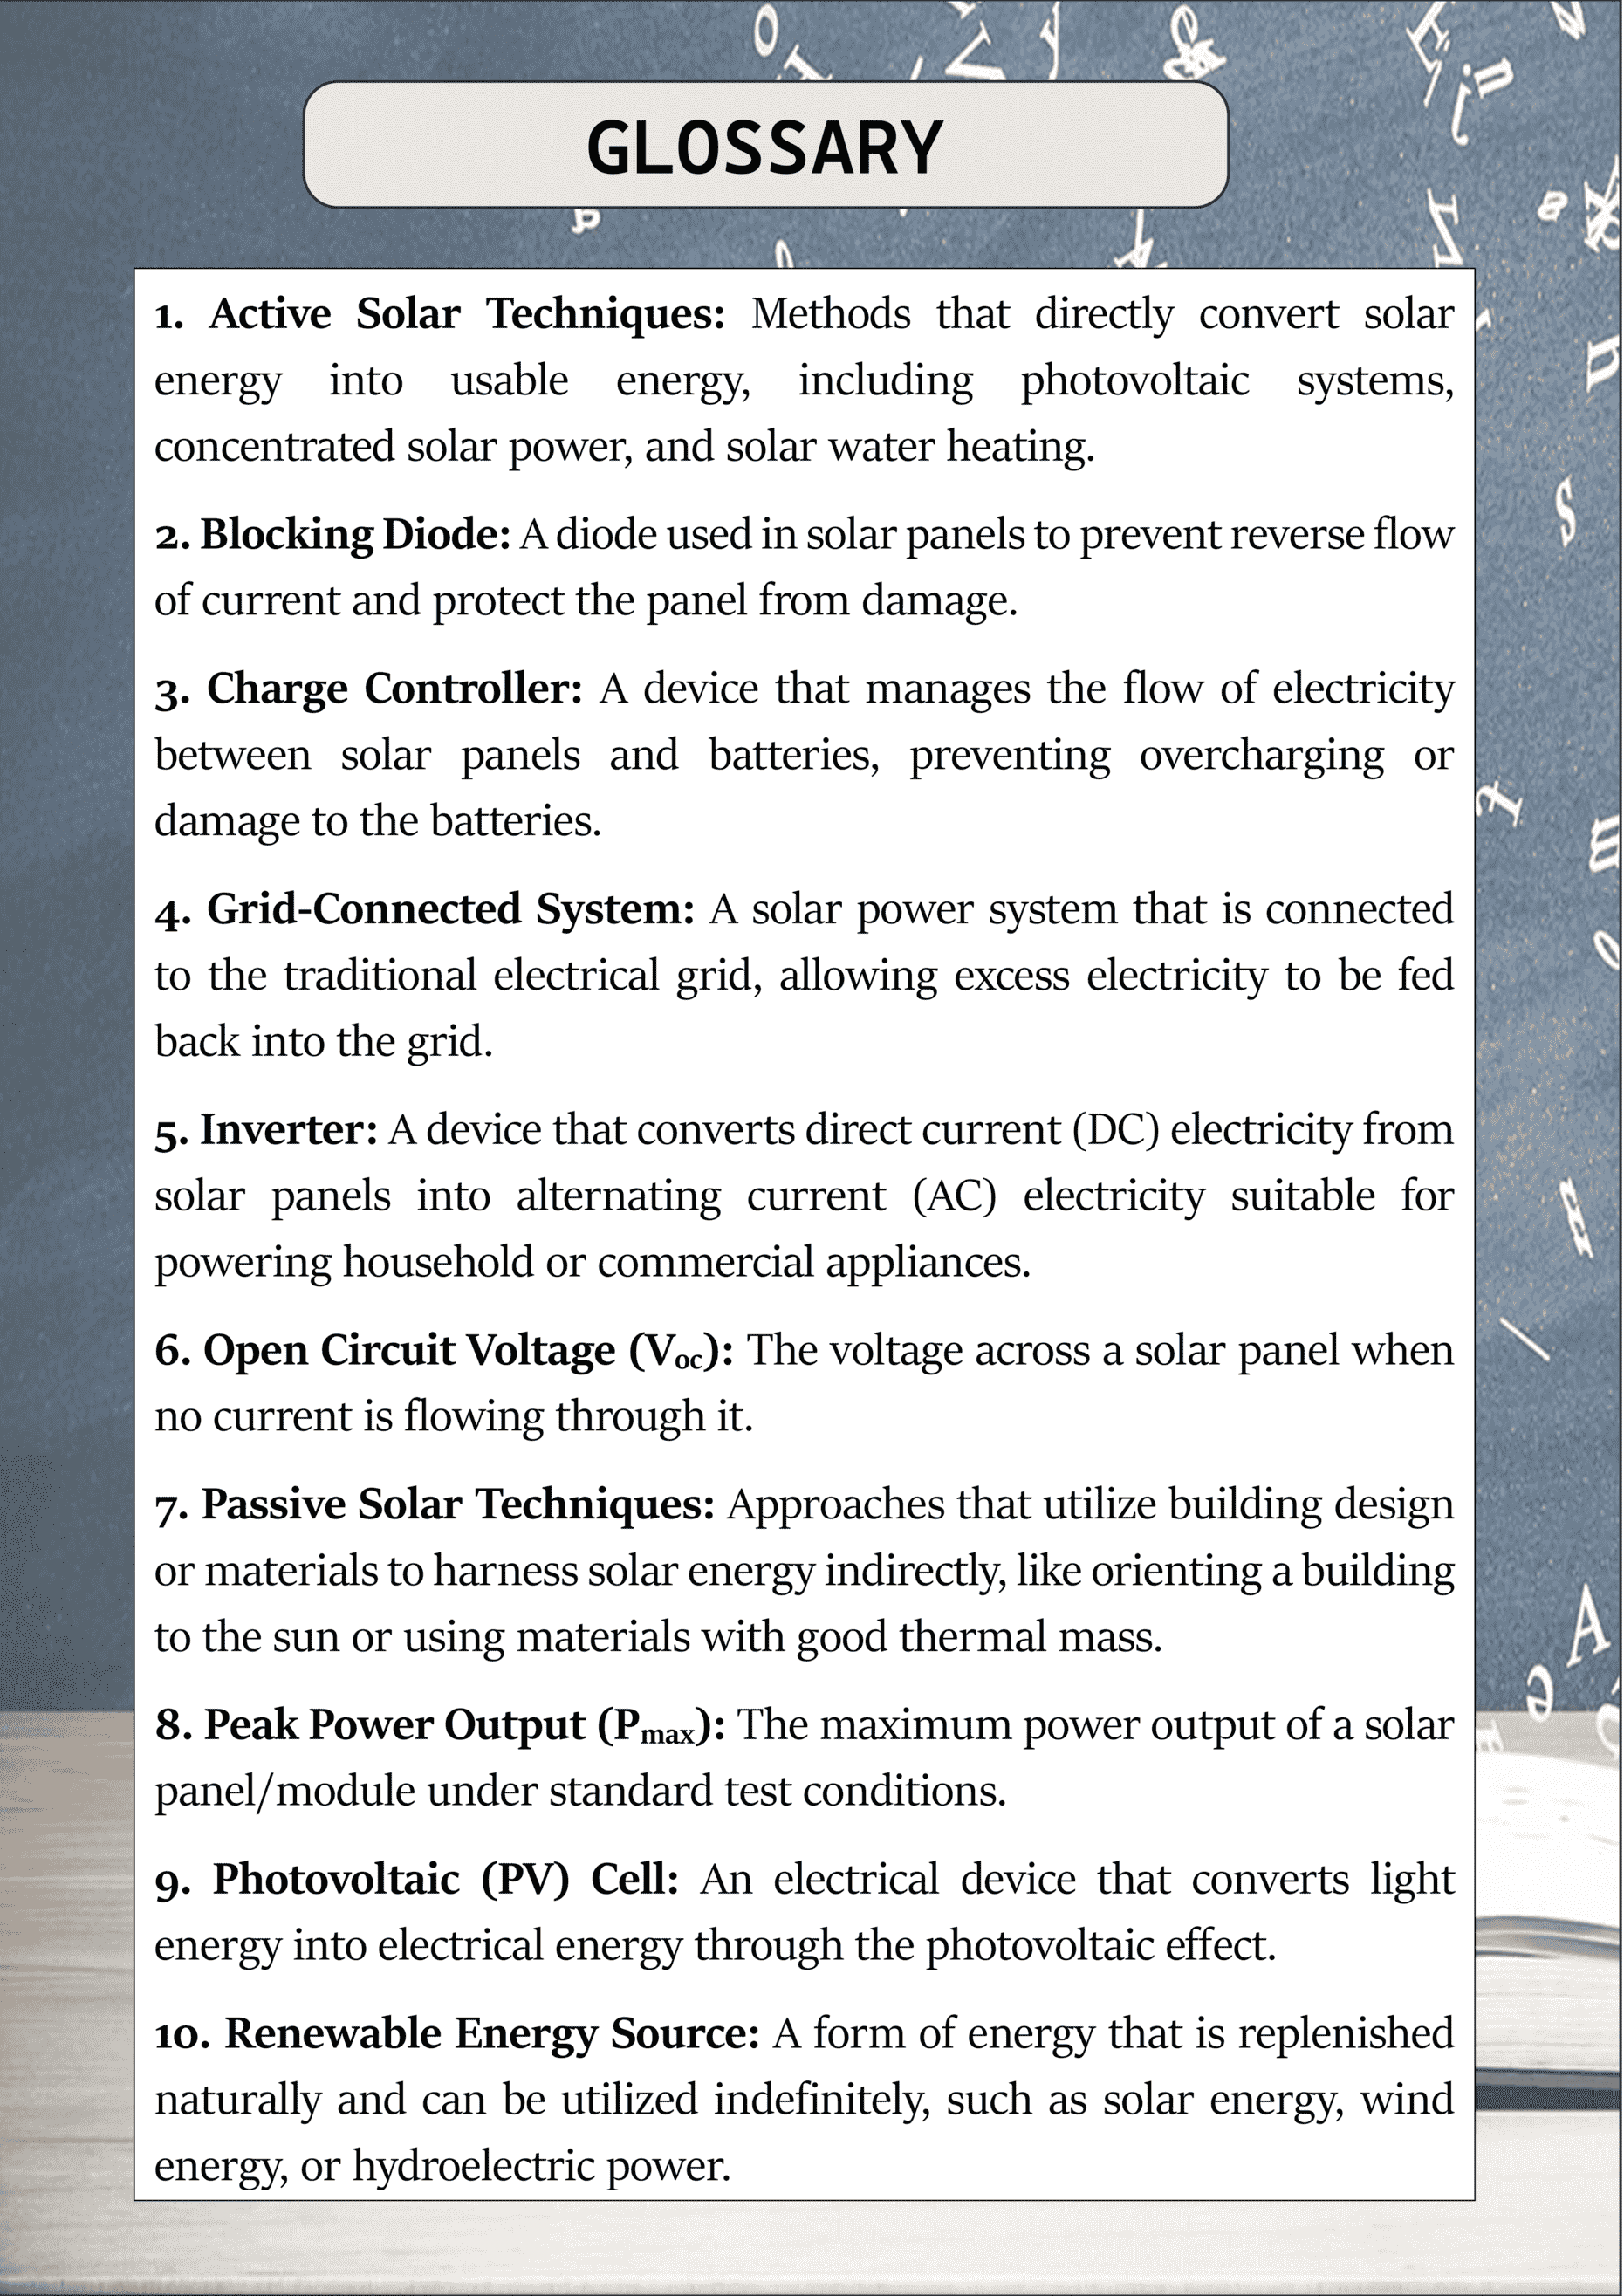 GLOSSARY
1. Active Solar Techniques: Methods that directly convert solar
energy into usable energy, including photovoltaic systems,
concentrated solar power, and solar water heating.
2. Blocking Diode: A diode used in solar panels to prevent reverse flow
of current and protect the panel from damage.
3. Charge Controller: A device that manages the flow of electricity
between solar panels and batteries, preventing overcharging or
damage to the batteries.
4. Grid-Connected System: A solar power system that is connected
to the traditional electrical grid, allowing excess electricity to be fed
back into the grid.
5. Inverter: A device that converts direct current (DC) electricity from
solar panels into alternating current (AC) electricity suitable for
powering household or commercial appliances.
6. Open Circuit Voltage (Voc): The voltage across a solar panel when
no current is flowing through it.
7. Passive Solar Techniques: Approaches that utilize building design
or materials to harness solar energy indirectly, like orienting a building
to the sun or using materials with good thermal mass.
8. Peak Power Output (Pmax): The maximum power output of a solar
panel/module under standard test conditions.
9. Photovoltaic (PV) Cell: An electrical device that converts light
energy into electrical energy through the photovoltaic effect.
10. Renewable Energy Source: A form of energy that is replenished
naturally and can be utilized indefinitely, such as solar energy, wind
energy, or hydroelectric power.